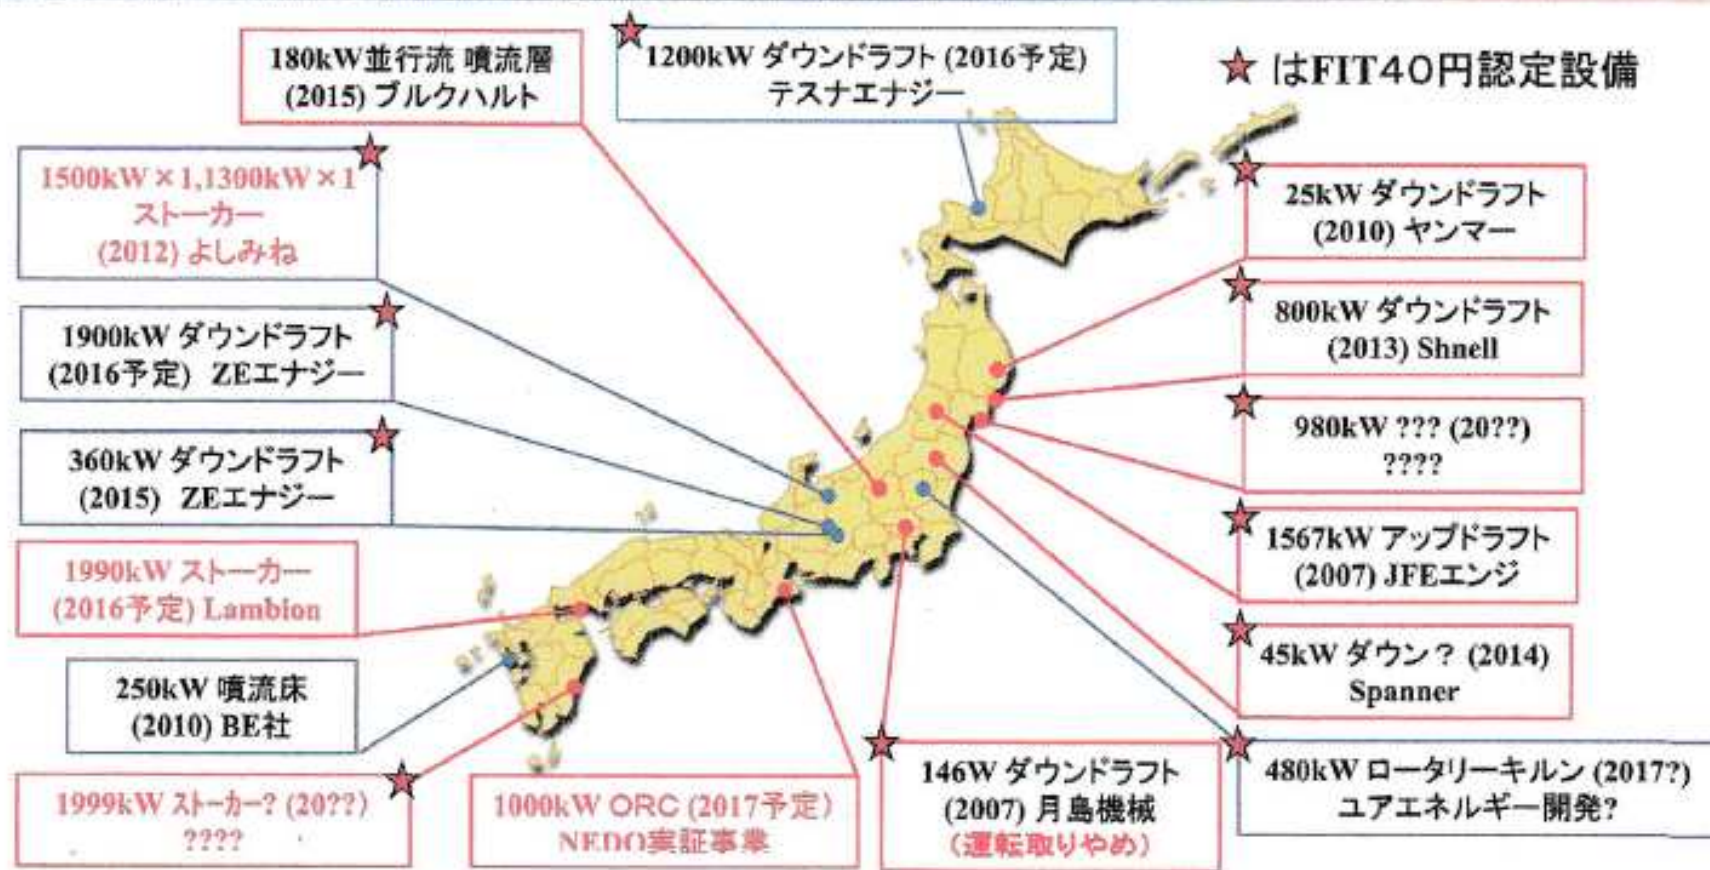 180kW並行流 噴流層
(2015) ブルクハルト
1200kW ダウンドラフト (2016予定)
テスナエナジー
★ はFIT40円認定設備
1500kW×1,1300kW×1
ストーカー
(2012) よしみね
1900kW ダウンドラフト
(2016予定) ZEエナジー
360kW ダウンドラフト
(2015) ZEエナジー
1990kW ストーカー
(2016予定) Lambion
250kW 噴流床
(2010) BE社
1999kW ストーカー? (20??)
????
1000kW ORC (2017予定)
NEDO実証事業
146W ダウンドラフト
(2007) 月島機械
(運転取りやめ)
25kW ダウンドラフト
(2010) ヤンマー
800kW ダウンドラフト
(2013) Shnell
980kW ??? (20??)
????
1567kW アップドラフト
(2007) JFEエンジ
45kW ダウン? (2014)
Spanner
480kW ロータリーキルン (2017?)
ユアエネルギー開発?